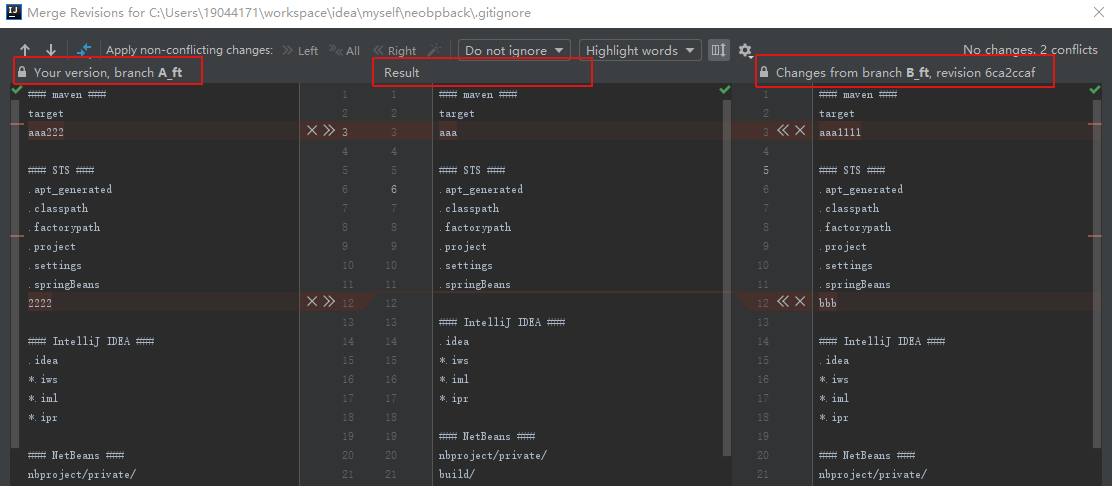 Merge Revisions for C:\Users\19044171\workspace\idea\myself\neobpback\.gitignore
Apply non-conflicting changes: Left All Right Do not ignore Highlight words No changes. 2 conflicts
Your version, branch A_ft
1
2
3
4
5
6
7
8
9
10
11
12
13
14
15
16
17
18
19
20
21
### maven ###
target
aaa222
### STS ###
.apt_generated
.classpath
.factorypath
.project
.settings
.springBeans
2222
### IntelliJ IDEA ###
.idea
*.iws
*.iml
*.ipr
### NetBeans ###
nbproject/private/
Result
1
2
3
4
5
6
7
8
9
10
11
12
13
14
15
16
17
18
19
20
21
### maven ###
target
aaa
### STS ###
.apt_generated
.classpath
.factorypath
.project
.settings
.springBeans
### IntelliJ IDEA ###
.idea
*.iws
*.iml
*.ipr
### NetBeans ###
nbproject/private/
build/
Changes from branch B_ft, revision 6ca2ccaf
1
2
3
4
5
6
7
8
9
10
11
12
13
14
15
16
17
18
19
20
21
### maven ###
target
aaa1111
### STS ###
.apt_generated
.classpath
.factorypath
.project
.settings
.springBeans
bbb
### IntelliJ IDEA ###
.idea
*.iws
*.iml
*.ipr
### NetBeans ###
nbproject/private/